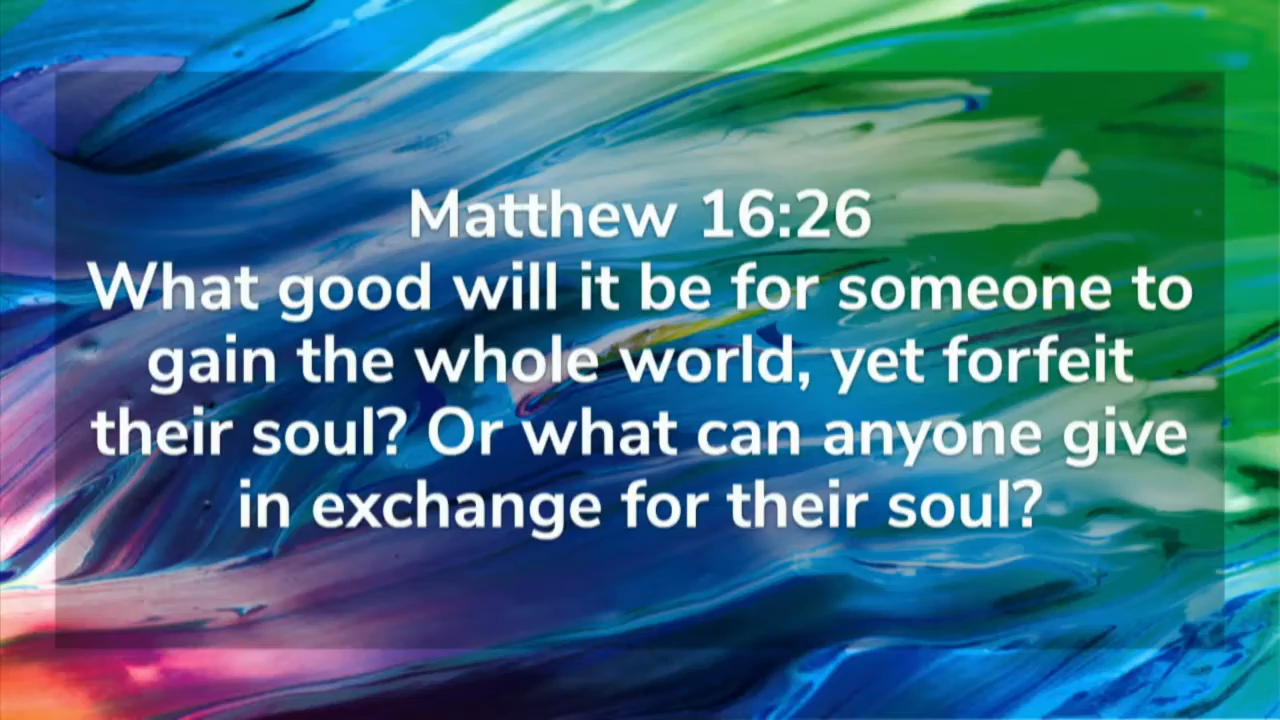 Matthew 16:26
What good will it be for someone to
gain the whole world, yet forfeit
their soul? Or what can anyone give
in exchange for their soul?